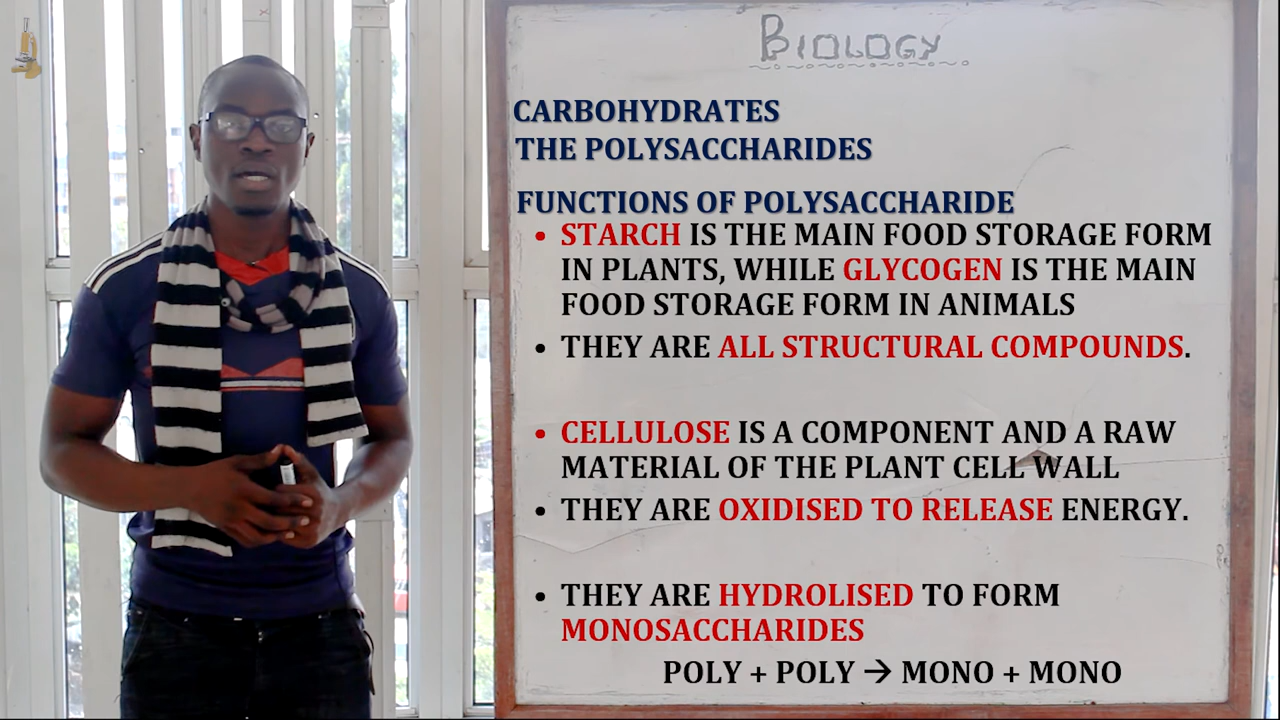 BIOLOGY
CARBOHYDRATES
THE POLYSACCHARIDES
FUNCTIONS OF POLYSACCHARIDE
• STARCH IS THE MAIN FOOD STORAGE FORM
IN PLANTS, WHILE GLYCOGEN IS THE MAIN
FOOD STORAGE FORM IN ANIMALS
• THEY ARE ALL STRUCTURAL COMPOUNDS.
• CELLULOSE IS A COMPONENT AND A RAW
MATERIAL OF THE PLANT CELL WALL
• THEY ARE OXIDISED TO RELEASE ENERGY.
• THEY ARE HYDROLISED TO FORM
MONOSACCHARIDES
POLY + POLY → MONO + MONO